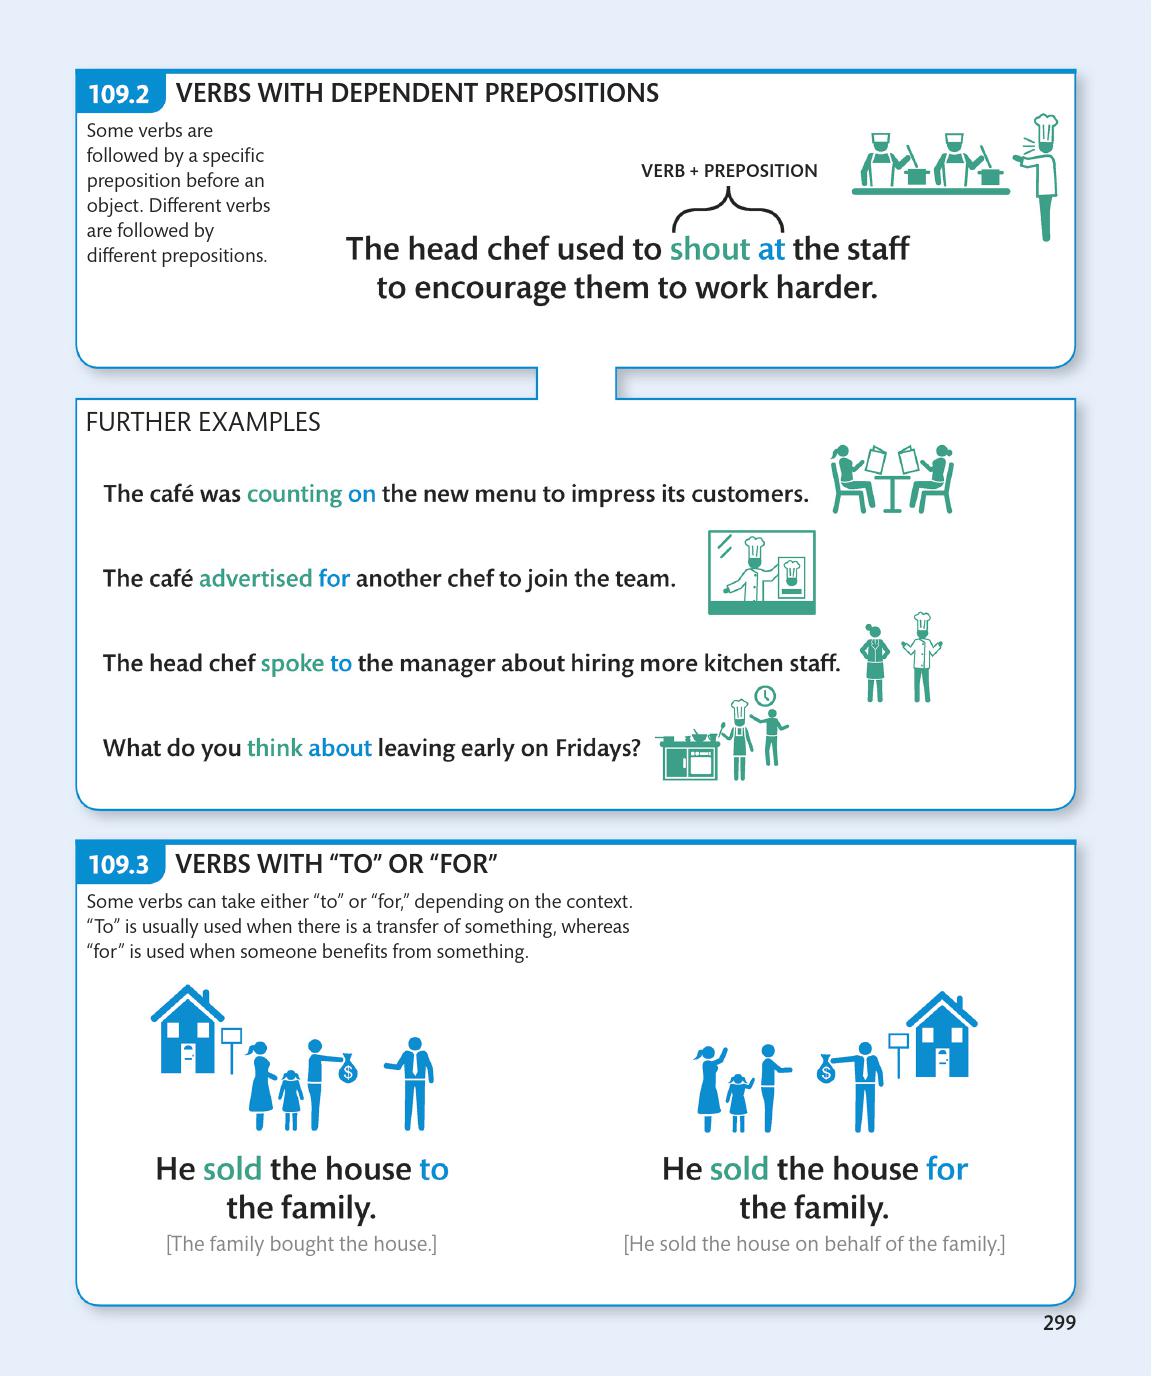 109.2 VERBS WITH DEPENDENT PREPOSITIONS
Some verbs are
followed by a specific
preposition before an
object. Different verbs
are followed by
different prepositions.
VERB + PREPOSITION
The head chef used to shout at the staff
to encourage them to work harder.
FURTHER EXAMPLES
The café was counting on the new menu to impress its customers.
The café advertised for another chef to join the team.
The head chef spoke to the manager about hiring more kitchen staff.
What do you think about leaving early on Fridays?
109.3 VERBS WITH “TO” OR “FOR”
Some verbs can take either “to” or “for,” depending on the context.
“To” is usually used when there is a transfer of something, whereas
“for” is used when someone benefits from something.
$
$
He sold the house to
the family.
[The family bought the house.]
He sold the house for
the family.
[He sold the house on behalf of the family.]
299